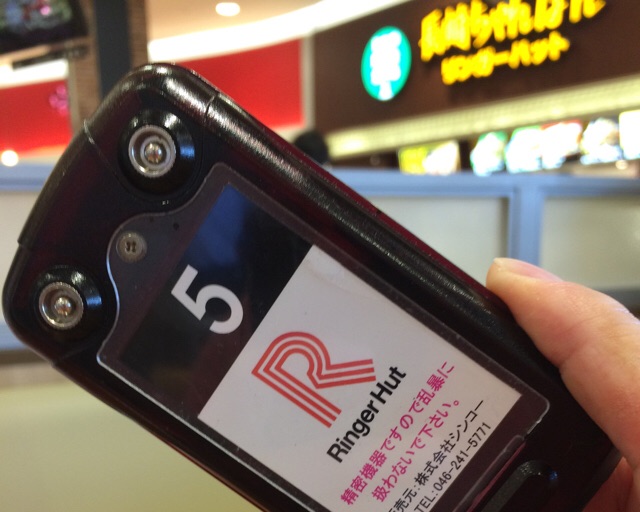 長崎ちゃんぽん
リンガーハット
5
R
Ringer Hut
精密機器ですので乱暴に
扱わないで下さい。
売元:株式会社シンコー
TEL.046-241-5771